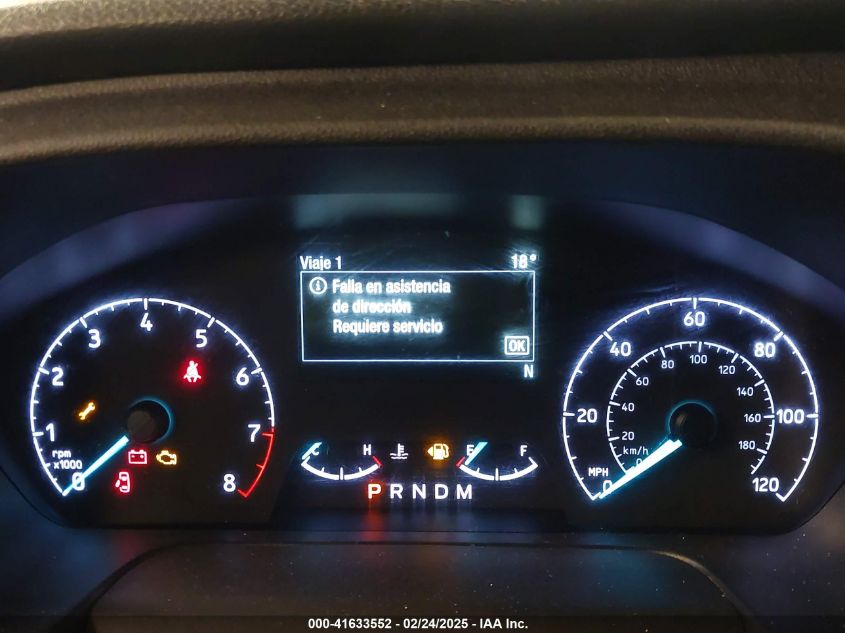 Viaje 1 18°
Falla en asistencia
de dirección
Requiere servicio
OK
N
1 2 3 4 5 6 7 8
0
rpm
x1000
C H
E F
P R N D M
0 20 40 60 80 100 120
MPH
0 20 40 60 80 100 120 140 160 180
km/h
000-41633552 - 02/24/2025 - IAA Inc.